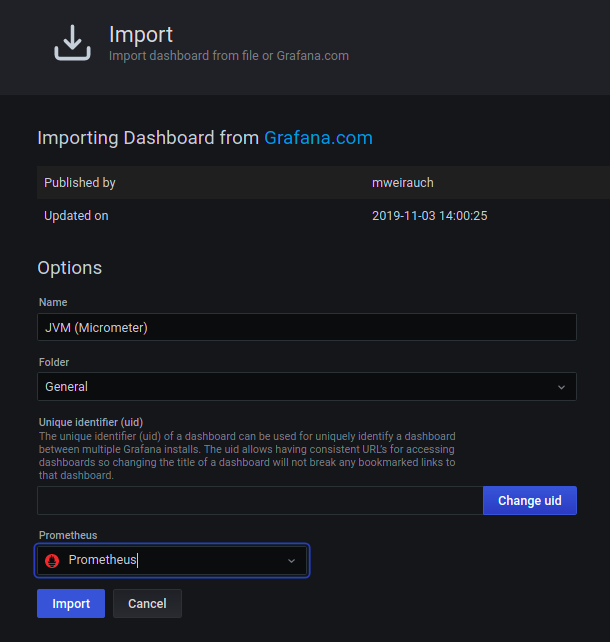 Import
Import dashboard from file or Grafana.com
Importing Dashboard from Grafana.com
Published by mweirauch
Updated on 2019-11-03 14:00:25
Options
Name
JVM (Micrometer)
Folder
General
Unique identifier (uid)
The unique identifier (uid) of a dashboard can be used for uniquely identify a dashboard
between multiple Grafana installs. The uid allows having consistent URL's for accessing
dashboards so changing the title of a dashboard will not break any bookmarked links to
that dashboard.
Change uid
Prometheus
Prometheus
Import Cancel